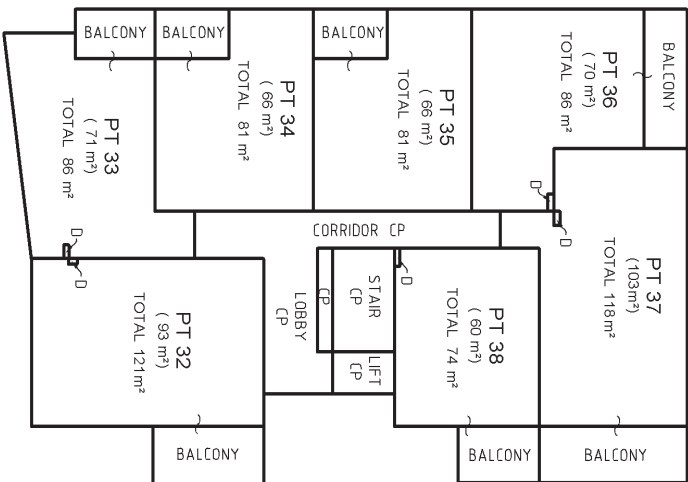 BALCONY
BALCONY
BALCONY
BALCONY
PT 33
( 71 m²)
TOTAL 86 m²
PT 34
( 66 m²)
TOTAL 81 m²
PT 35
( 66 m²)
TOTAL 81 m²
PT 36
( 70 m²)
TOTAL 86 m²
D
D
D
D
D
CORRIDOR CP
PT 37
(103m²)
TOTAL 118m²
PT 32
( 93 m²)
TOTAL 121m²
LOBBY
CP
CP
STAIR
CP
LIFT
CP
PT 38
( 60 m²)
TOTAL 74 m²
BALCONY
BALCONY
BALCONY